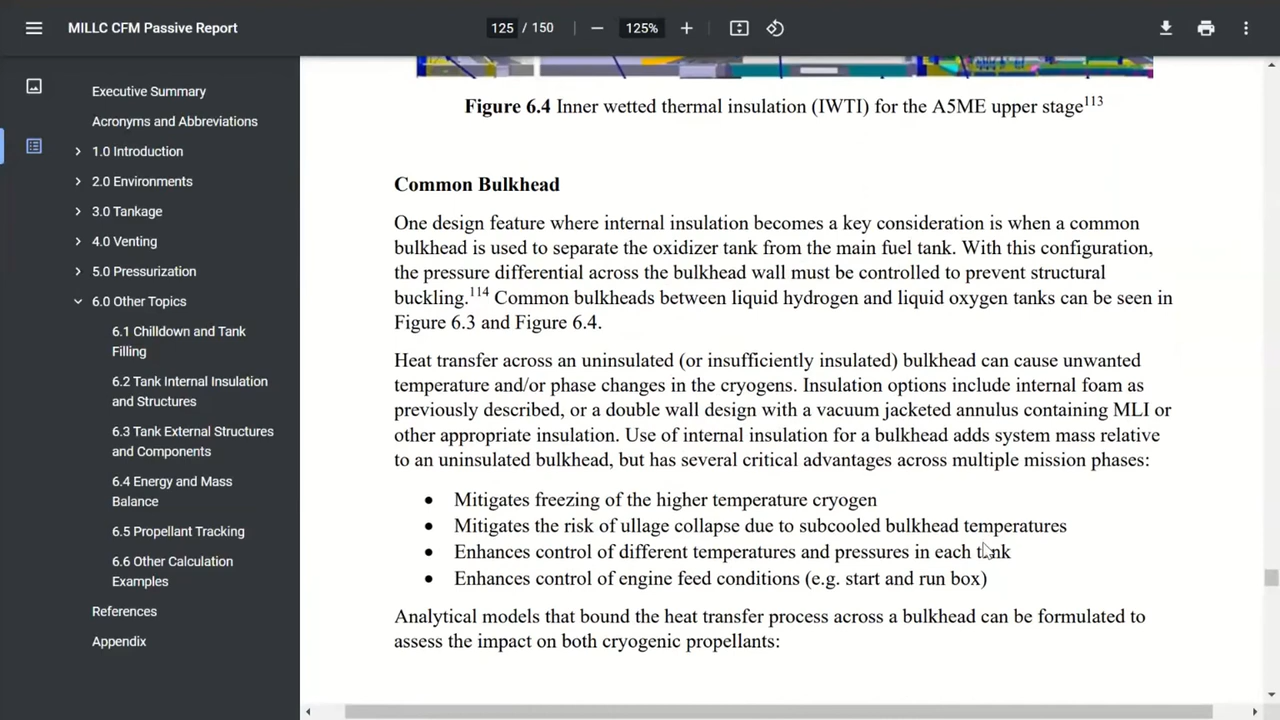 MILLC CFM Passive Report
125 / 150
125%
Executive Summary
Acronyms and Abbreviations
1.0 Introduction
2.0 Environments
3.0 Tankage
4.0 Venting
5.0 Pressurization
6.0 Other Topics
6.1 Chilldown and Tank
Filling
6.2 Tank Internal Insulation
and Structures
6.3 Tank External Structures
and Components
6.4 Energy and Mass
Balance
6.5 Propellant Tracking
6.6 Other Calculation
Examples
References
Appendix
Figure 6.4 Inner wetted thermal insulation (IWTI) for the A5ME upper stage113
Common Bulkhead
One design feature where internal insulation becomes a key consideration is when a common
bulkhead is used to separate the oxidizer tank from the main fuel tank. With this configuration,
the pressure differential across the bulkhead wall must be controlled to prevent structural
buckling.114 Common bulkheads between liquid hydrogen and liquid oxygen tanks can be seen in
Figure 6.3 and Figure 6.4.
Heat transfer across an uninsulated (or insufficiently insulated) bulkhead can cause unwanted
temperature and/or phase changes in the cryogens. Insulation options include internal foam as
previously described, or a double wall design with a vacuum jacketed annulus containing MLI or
other appropriate insulation. Use of internal insulation for a bulkhead adds system mass relative
to an uninsulated bulkhead, but has several critical advantages across multiple mission phases:
• Mitigates freezing of the higher temperature cryogen
• Mitigates the risk of ullage collapse due to subcooled bulkhead temperatures
• Enhances control of different temperatures and pressures in each tank
• Enhances control of engine feed conditions (e.g. start and run box)
Analytical models that bound the heat transfer process across a bulkhead can be formulated to
assess the impact on both cryogenic propellants: